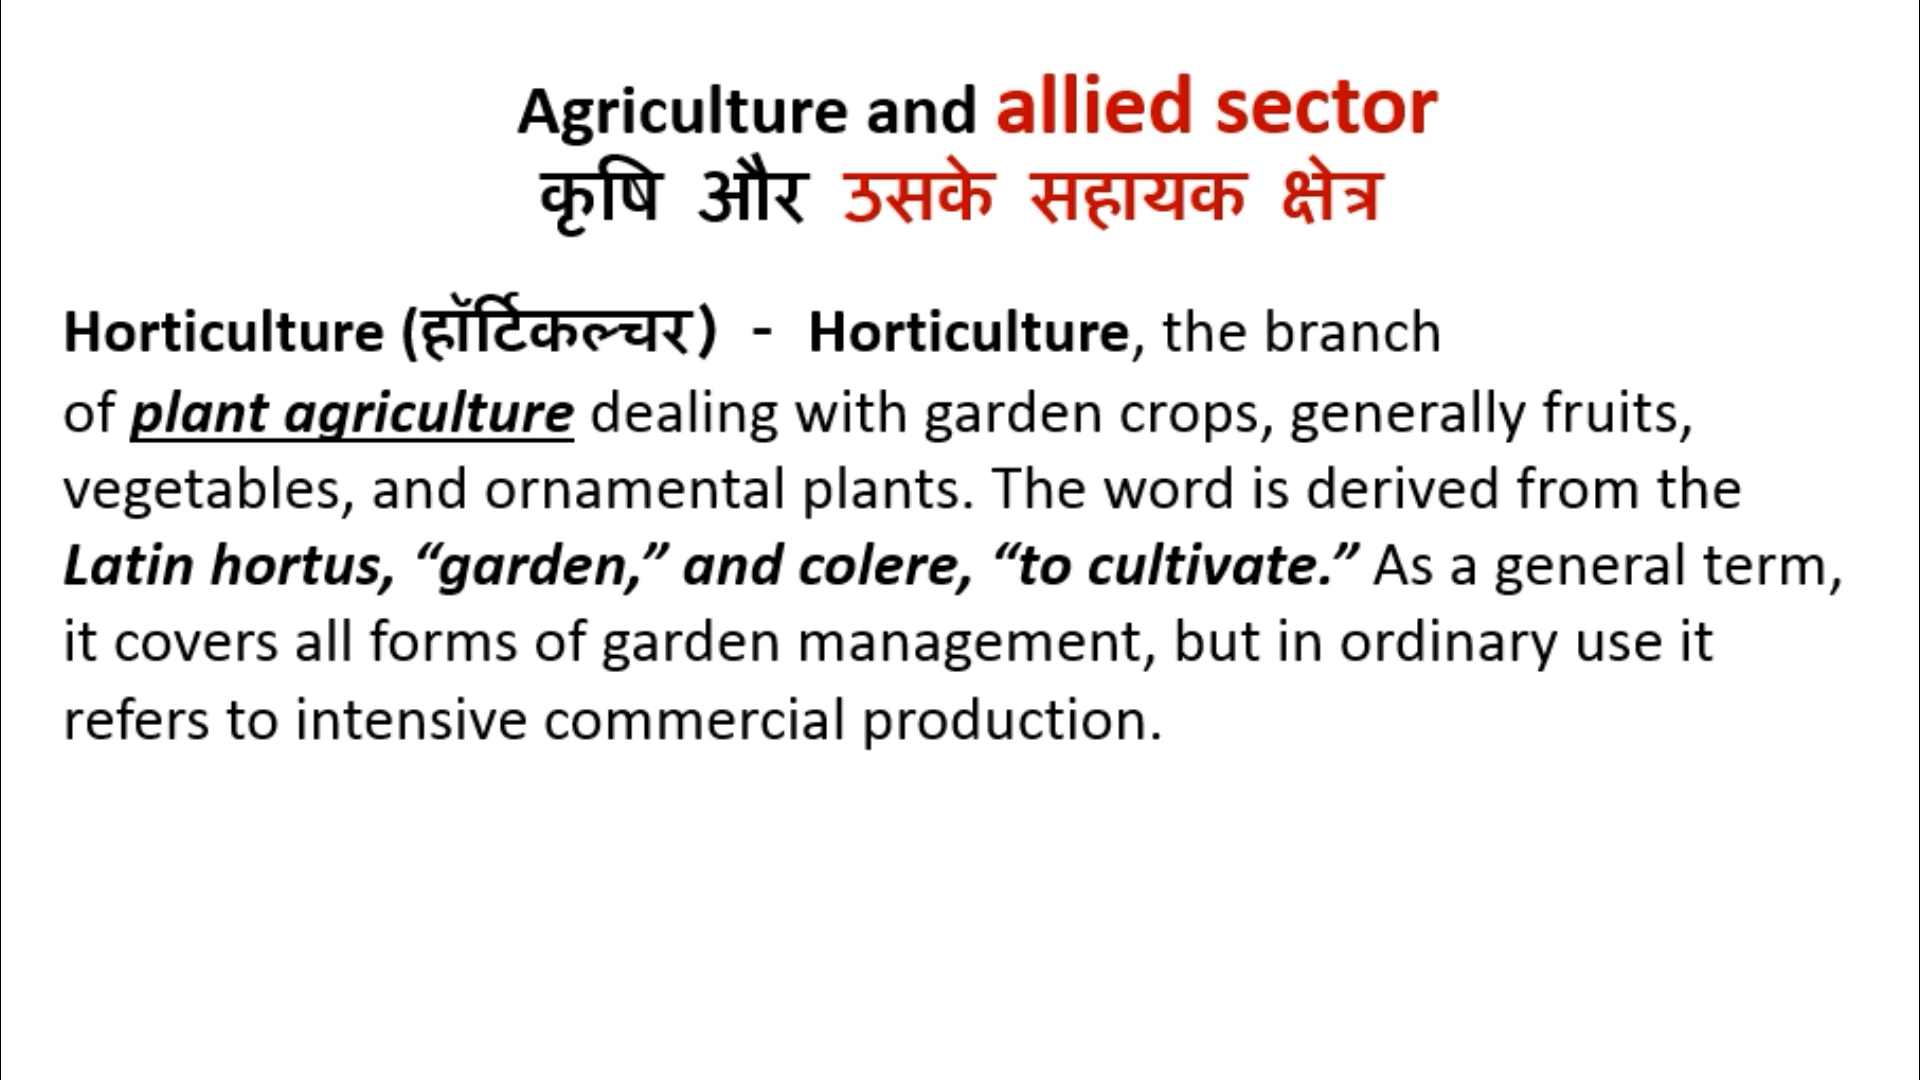 Agriculture and allied sector
कृषि और उसके सहायक क्षेत्र
Horticulture (हॉर्टिकल्चर) - Horticulture, the branch
of plant agriculture dealing with garden crops, generally fruits,
vegetables, and ornamental plants. The word is derived from the
Latin hortus, “garden,” and colere, “to cultivate.” As a general term,
it covers all forms of garden management, but in ordinary use it
refers to intensive commercial production.